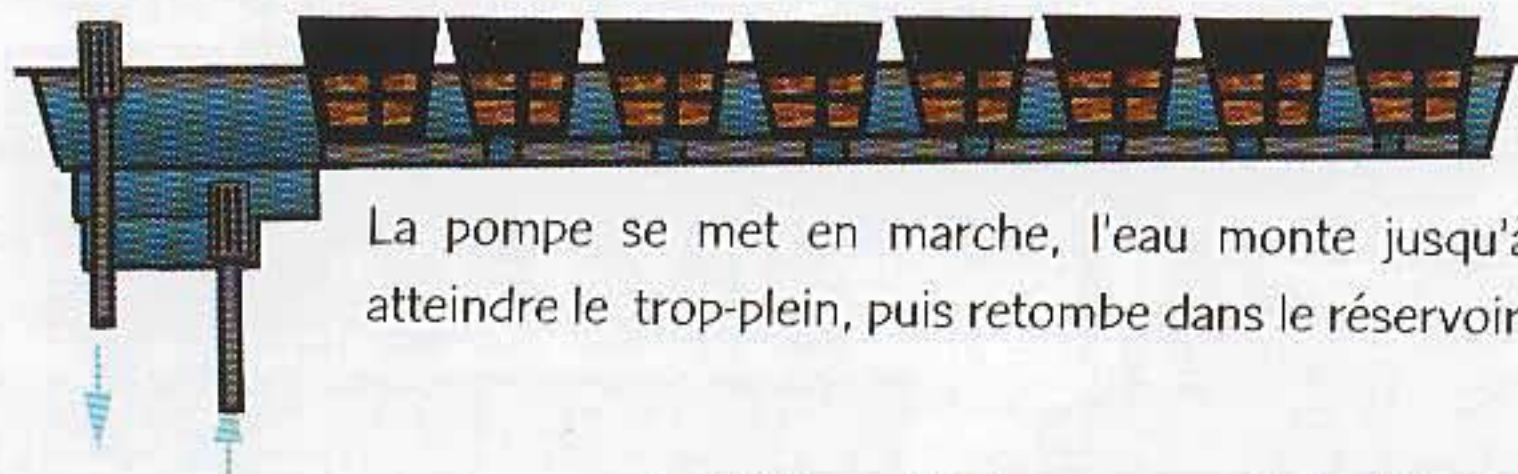 La pompe se met en marche, l'eau monte jusqu'à
atteindre le trop-plein, puis retombe dans le réservoir